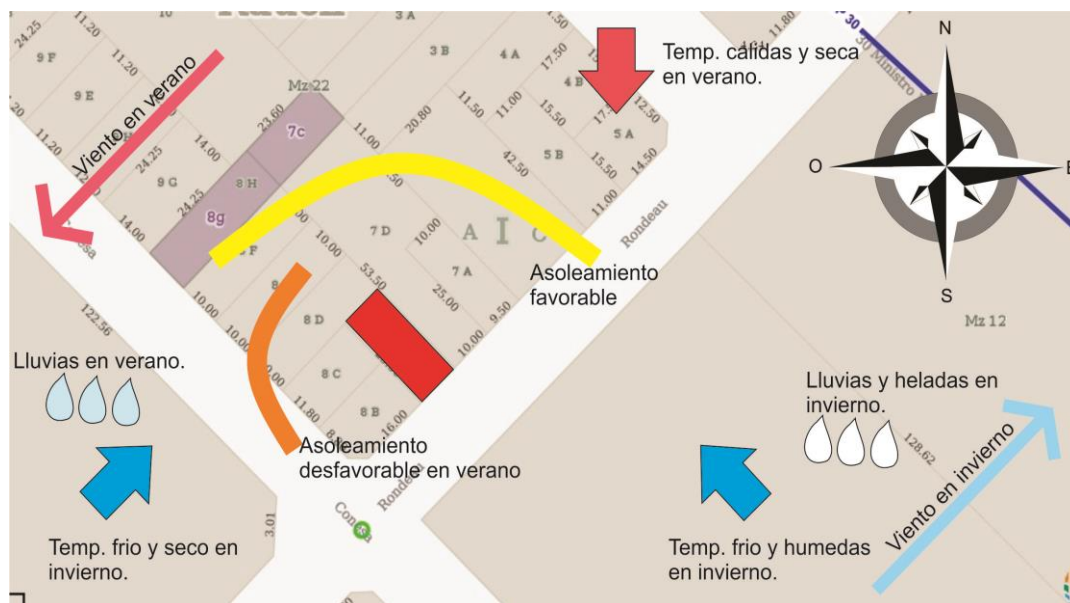 3 A
11.20
24.25
9 F
11.20
11.20
9 E
11.20
24.25
14.00
9 G
24.25
14.00
Viento en verano
Mz 22
23.60
7c
8 H
8g
3 B
4 A
11.50
11.00
20.80
11.00
17.50
4 B
15.50
12.50
5 A
5 B
42.50
15.50
14.50
11.00
Temp. calidas y seca
en verano.
11.80
30 Ministro
N
O
S
Mz 12
Rondeau
A I C
7 D
10.00
7 A
25.00
9.50
10.00
53.50
10.00
Asoleamiento
favorable
8 D
8 C
8 B
16.00
10.00
10.00
11.80
122.56
Lluvias en verano.
Asoleamiento
desfavorable en verano
Rondeau
3.01
Temp. frio y seco en
invierno.
Lluvias y heladas en
invierno.
128.62
Viento en invierno
Temp. frio y humedas
en invierno.